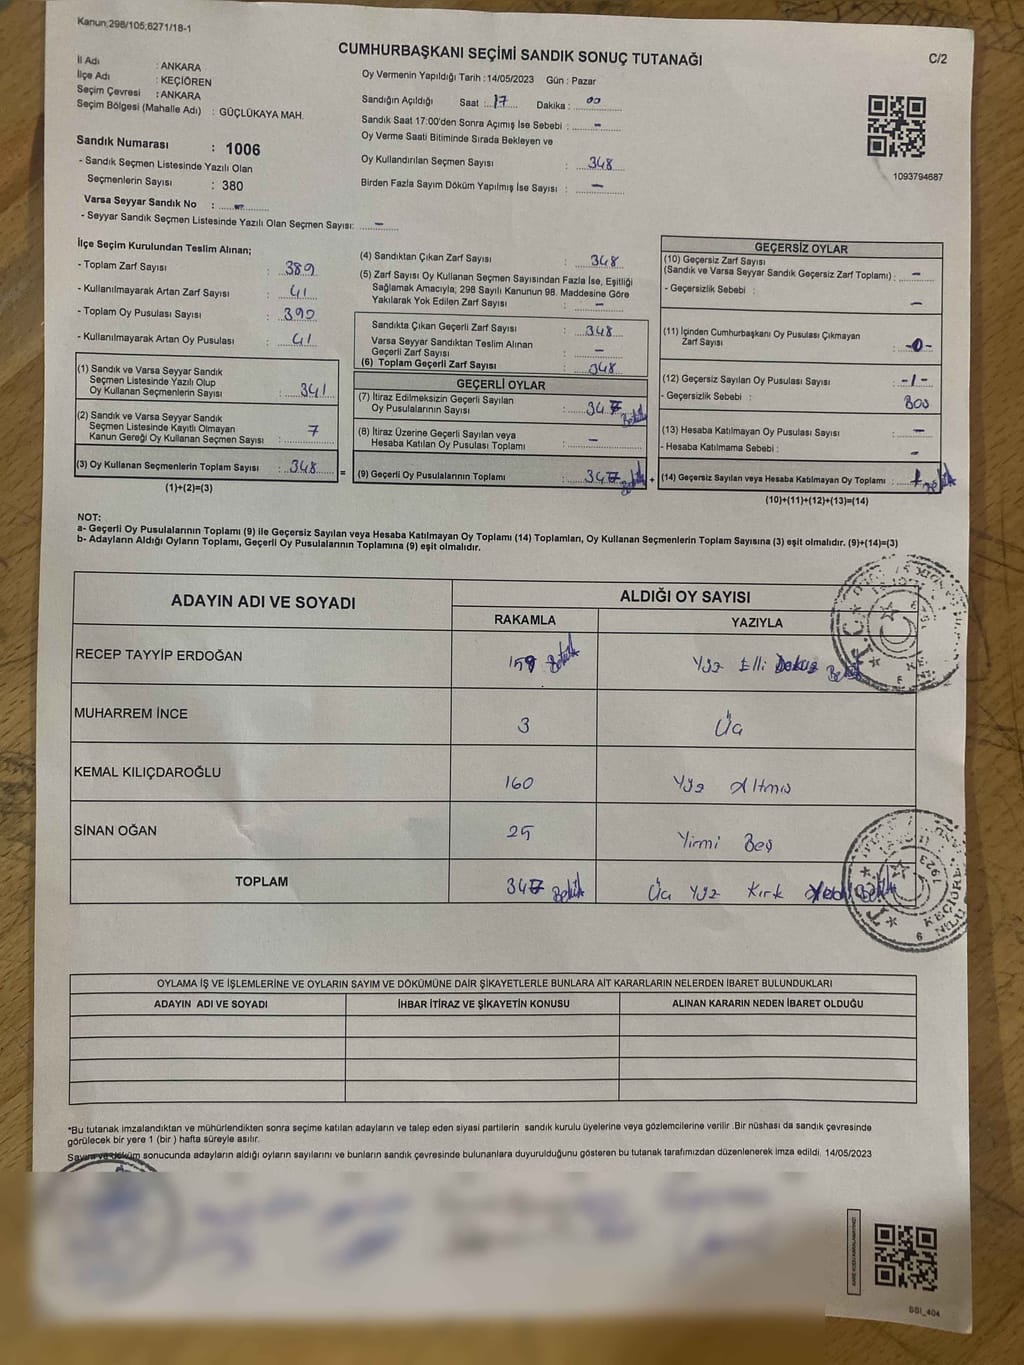 Kanun;298/105;6271/18-1
CUMHURBAŞKANI SEÇİMİ SANDIK SONUÇ TUTANAĞI
C/2
İl Adı : ANKARA
İlçe Adı : KEÇİÖREN
Seçim Çevresi : ANKARA
Seçim Bölgesi (Mahalle Adı) : GÜÇLÜKAYA MAH.
Sandık Numarası : 1006
- Sandık Seçmen Listesinde Yazılı Olan
Seçmenlerin Sayısı : 380
Varsa Seyyar Sandık No : -
- Seyyar Sandık Seçmen Listesinde Yazılı Olan Seçmen Sayısı: -
Oy Vermenin Yapıldığı Tarih : 14/05/2023 Gün : Pazar
Sandığın Açıldığı Saat : 17 Dakika : 00
Sandık Saat 17:00'den Sonra Açımış İse Sebebi : -
Oy Verme Saati Bitiminde Sırada Bekleyen ve
Oy Kullandırılan Seçmen Sayısı : 348
Birden Fazla Sayım Döküm Yapılmış İse Sayısı : -
1093794687
İlçe Seçim Kurulundan Teslim Alınan;
- Toplam Zarf Sayısı : 389
- Kullanılmayarak Artan Zarf Sayısı : 41
- Toplam Oy Pusulası Sayısı : 390
- Kullanılmayarak Artan Oy Pusulası : 41
(1) Sandık ve Varsa Seyyar Sandık
Seçmen Listesinde Yazılı Olup
Oy Kullanan Seçmenlerin Sayısı : 341
(2) Sandık ve Varsa Seyyar Sandık
Seçmen Listesinde Kayıtlı Olmayan
Kanun Gereği Oy Kullanan Seçmen Sayısı : 7
(3) Oy Kullanan Seçmenlerin Toplam Sayısı : 348 =
(1)+(2)=(3)
(4) Sandıktan Çıkan Zarf Sayısı : 348
(5) Zarf Sayısı Oy Kullanan Seçmen Sayısından Fazla İse, Eşitliği
Sağlamak Amacıyla; 298 Sayılı Kanunun 98. Maddesine Göre
Yakılarak Yok Edilen Zarf Sayısı : -
Sandıkta Çıkan Geçerli Zarf Sayısı : 348
Varsa Seyyar Sandıktan Teslim Alınan
Geçerli Zarf Sayısı : -
(6) Toplam Geçerli Zarf Sayısı : 348
GEÇERLİ OYLAR
(7) İtiraz Edilmeksizin Geçerli Sayılan
Oy Pusulalarının Sayısı : 347
(8) İtiraz Üzerine Geçerli Sayılan veya
Hesaba Katılan Oy Pusulası Toplamı : -
(9) Geçerli Oy Pusulalarının Toplamı : 347 +
GEÇERSİZ OYLAR
(10) Geçersiz Zarf Sayısı
(Sandık ve Varsa Seyyar Sandık Geçersiz Zarf Toplamı) : -
- Geçersizlik Sebebi : -
(11) İçinden Cumhurbaşkanı Oy Pusulası Çıkmayan
Zarf Sayısı : -0-
(12) Geçersiz Sayılan Oy Pusulası Sayısı : -1-
- Geçersizlik Sebebi :
(13) Hesaba Katılmayan Oy Pusulası Sayısı : -
- Hesaba Katılmama Sebebi : -
(14) Geçersiz Sayılan veya Hesaba Katılmayan Oy Toplamı : 1
(10)+(11)+(12)+(13)=(14)
NOT:
a- Geçerli Oy Pusulalarının Toplamı (9) ile Geçersiz Sayılan veya Hesaba Katılmayan Oy Toplamı (14) Toplamları, Oy Kullanan Seçmenlerin Toplam Sayısına (3) eşit olmalıdır. (9)+(14)=(3)
b- Adayların Aldığı Oyların Toplamı, Geçerli Oy Pusulalarının Toplamına (9) eşit olmalıdır.
ADAYIN ADI VE SOYADI
ALDIĞI OY SAYISI
RAKAMLA YAZIYLA
RECEP TAYYİP ERDOĞAN 159 Yüz Elli Dokuz
MUHARREM İNCE 3 Üç
KEMAL KILIÇDAROĞLU 160 Yüz Altmış
SİNAN OĞAN 25 Yirmi Beş
TOPLAM 347 Üç Yüz Kırk Yedi
OYLAMA İŞ VE İŞLEMLERİNE VE OYLARIN SAYIM VE DÖKÜMÜNE DAİR ŞİKAYETLERLE BUNLARA AİT KARARLARIN NELERDEN İBARET BULUNDUKLARI
ADAYIN ADI VE SOYADI İHBAR İTİRAZ VE ŞİKAYETİN KONUSU ALINAN KARARIN NEDEN İBARET OLDUĞU
*Bu tutanak imzalandıktan ve mühürlendikten sonra seçime katılan adayların ve talep eden siyasi partilerin sandık kurulu üyelerine veya gözlemcilerine verilir .Bir nüshası da sandık çevresinde
görülecek bir yere 1 (bir ) hafta süreyle asılır.
Sayım ve döküm sonucunda adayların aldığı oyların sayılarını ve bunların sandık çevresinde bulunanlara duyurulduğunu gösteren bu tutanak tarafımızdan düzenlenerek imza edildi. 14/05/2023
SSI_404